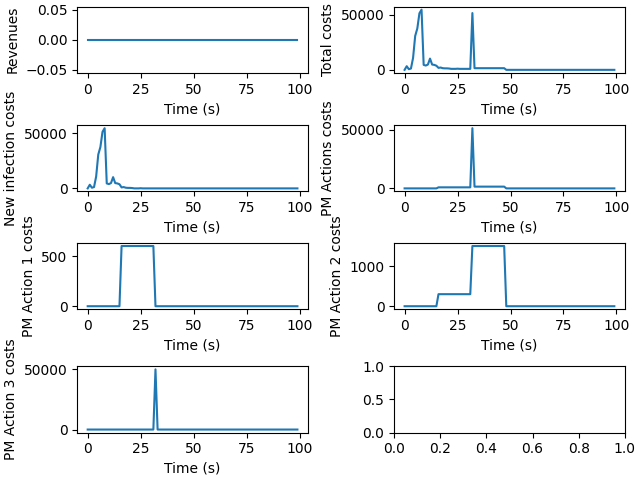 Revenues
0.05
0.00
−0.05
0 25 50 75 100
Time (s)
Total costs
50000
0
0 25 50 75 100
Time (s)
New infection costs
50000
0
0 25 50 75 100
Time (s)
PM Actions costs
50000
0
0 25 50 75 100
Time (s)
PM Action 1 costs
500
0
0 25 50 75 100
Time (s)
PM Action 2 costs
1000
0
0 25 50 75 100
Time (s)
PM Action 3 costs
50000
0
0 25 50 75 100
Time (s)
1.0
0.5
0.0
0.0 0.2 0.4 0.6 0.8 1.0